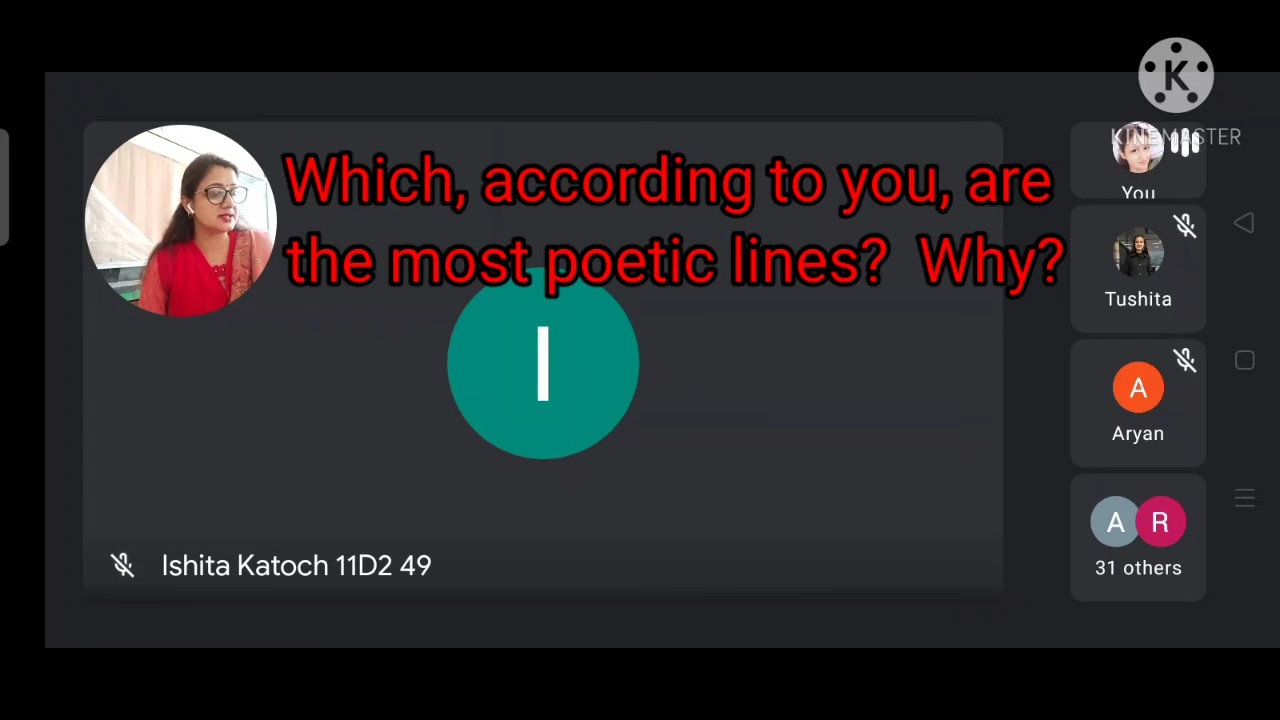 K
KINEMASTER
Which, according to you, are
the most poetic lines?  Why?
I
Ishita Katoch 11D2 49
You
Tushita
A
Aryan
A R
31 others